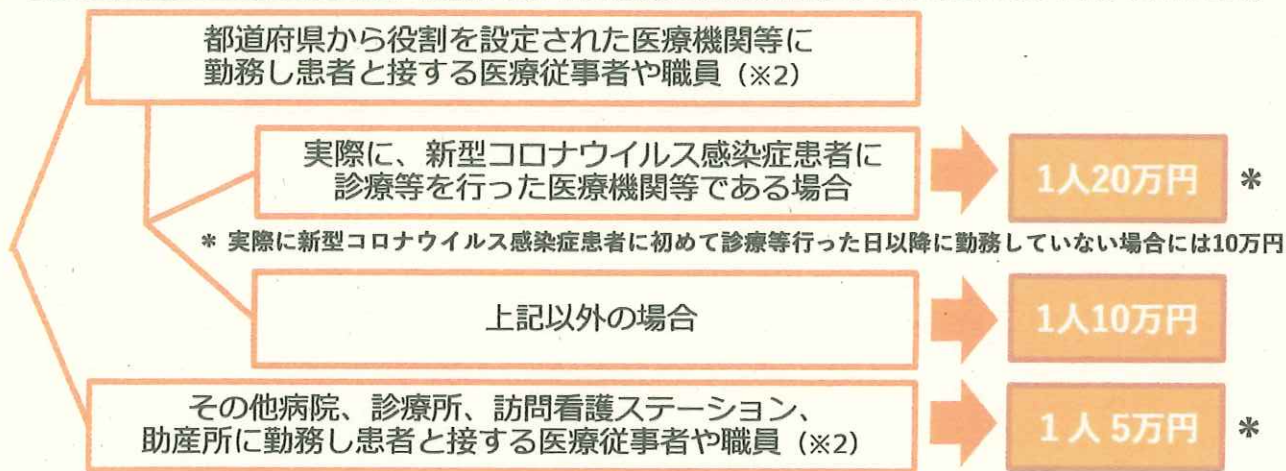 都道府県から役割を設定された医療機関等に
勤務し患者と接する医療従事者や職員（※2）
実際に、新型コロナウイルス感染症患者に
診療等を行った医療機関等である場合
1人20万円 *
* 実際に新型コロナウイルス感染症患者に初めて診療等行った日以降に勤務していない場合には10万円
上記以外の場合
1人10万円
その他病院、診療所、訪問看護ステーション、
助産所に勤務し患者と接する医療従事者や職員（※2）
1人 5万円 *